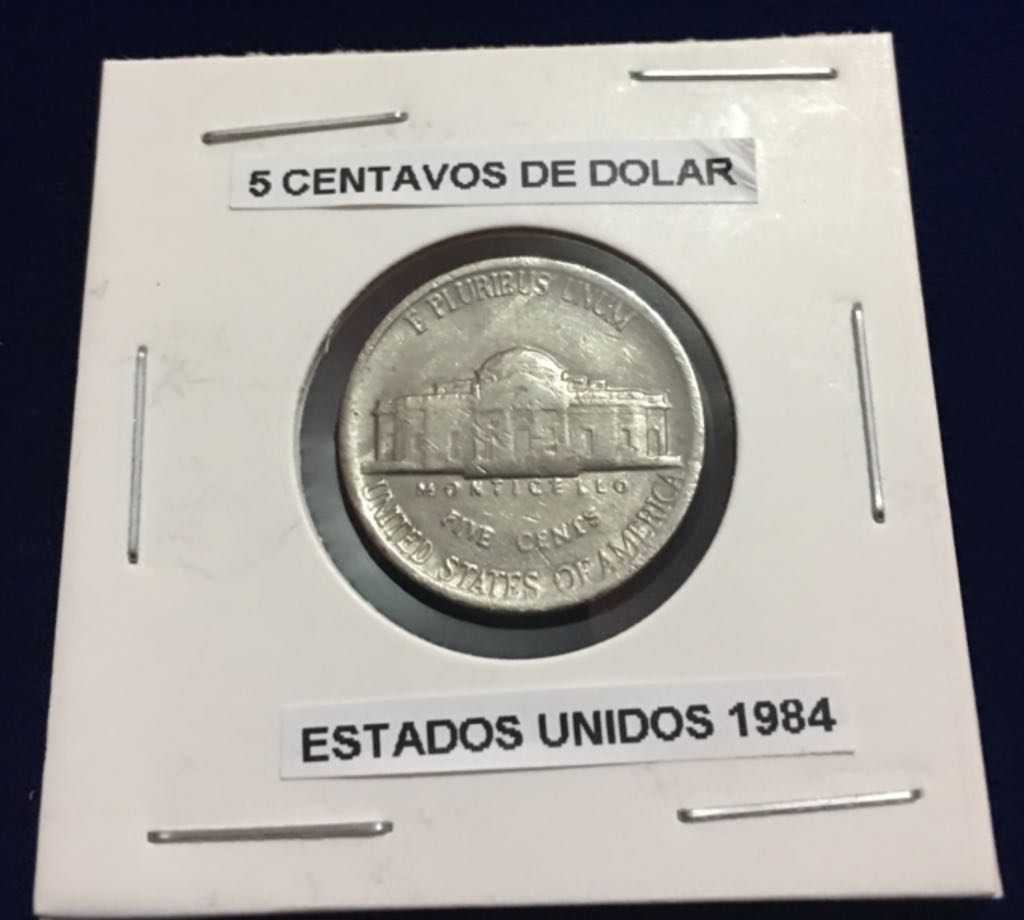 5 CENTAVOS DE DOLAR
E PLURIBUS UNUM
MONTICELLO
FIVE CENTS
UNITED STATES OF AMERICA
ESTADOS UNIDOS 1984